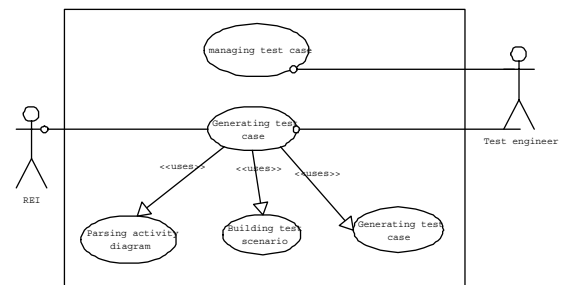 managing test case
Generating test
case
Test engineer
<<uses>>
<<uses>>
<<uses>>
REI
Parsing activity
diagram
Building test
scenario
Generating test
case